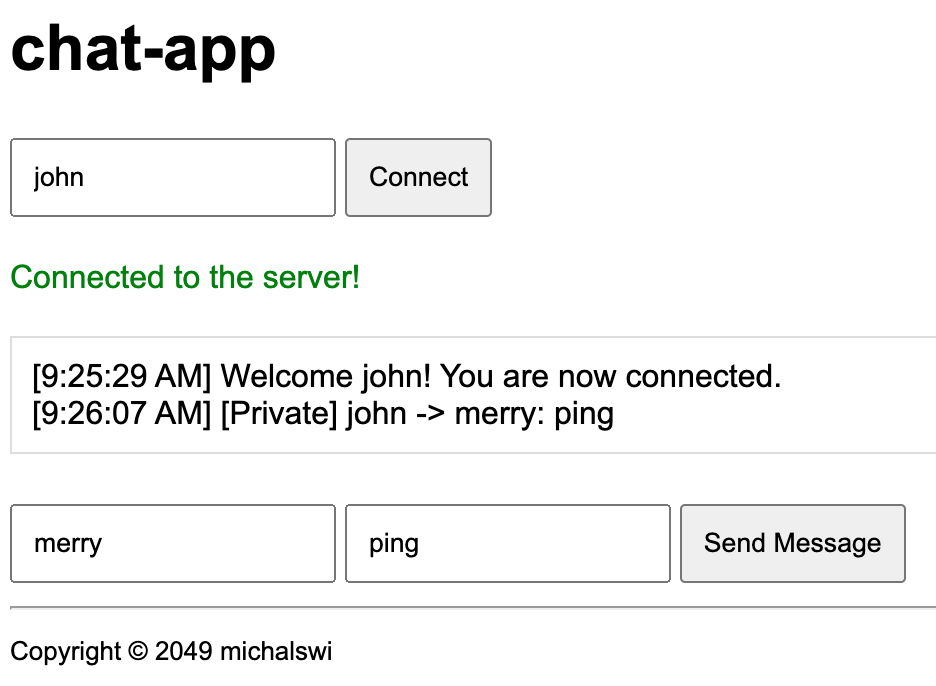 chat-app
john Connect
Connected to the server!
[9:25:29 AM] Welcome john! You are now connected.
[9:26:07 AM] [Private] john -> merry: ping
merry ping Send Message
Copyright © 2049 michalswi